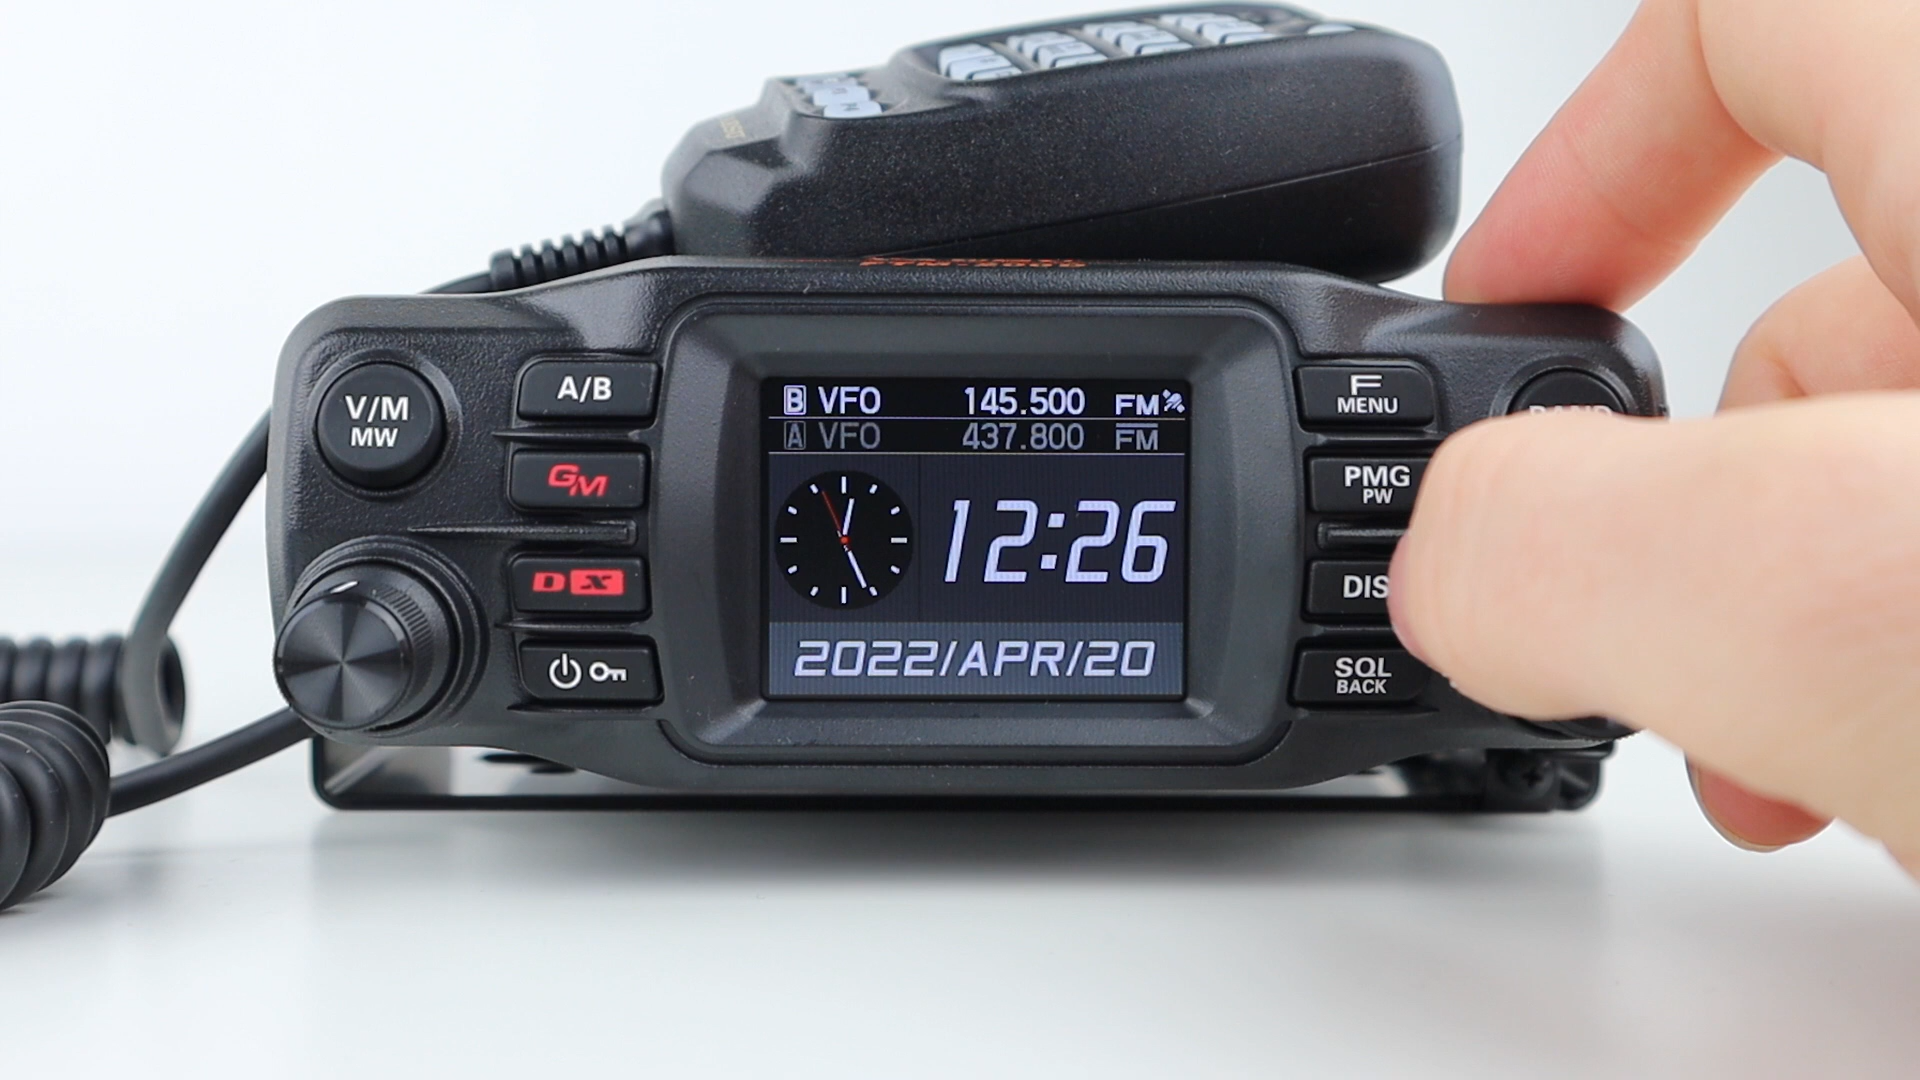 V/M
MW
A/B
GM
DX
B VFO 145.500 FM
A VFO 437.800 FM
12:26
2022/APR/20
F
MENU
PMG
PW
DIS
SQL
BACK